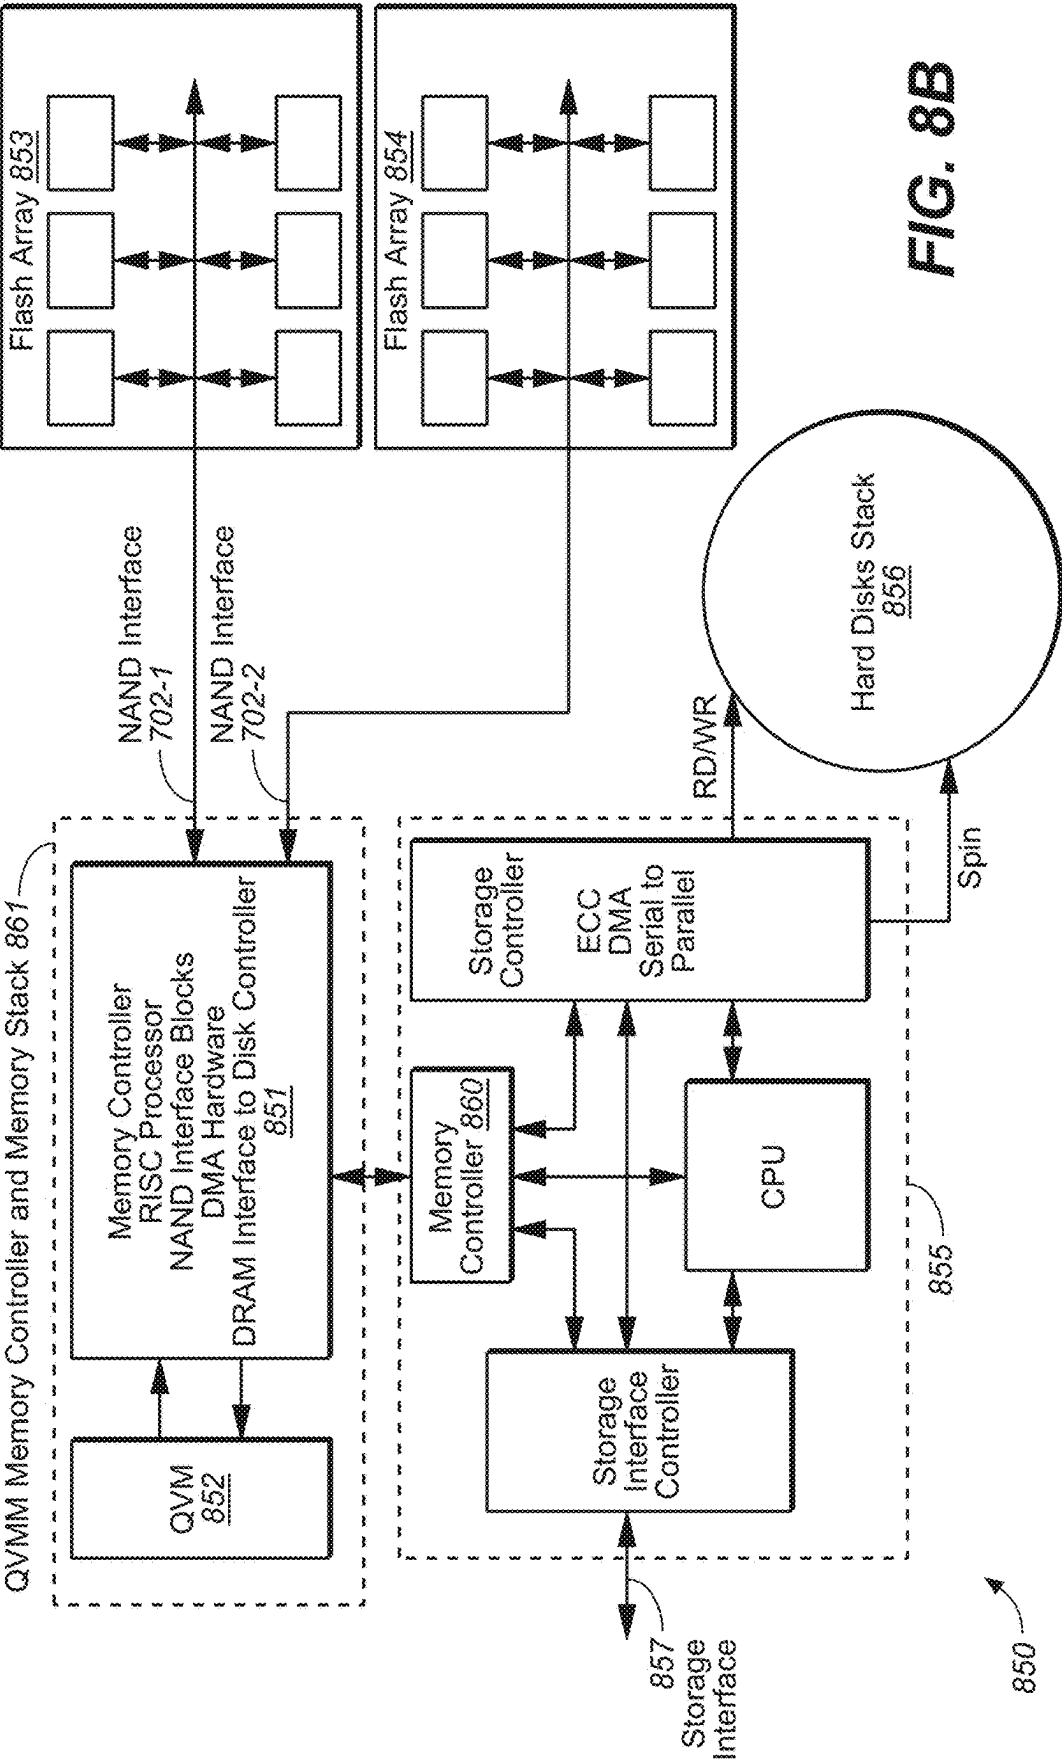 QVMM Memory Controller and Memory Stack 861
QVM
852
Memory Controller
RISC Processor
NAND Interface Blocks
DMA Hardware
DRAM Interface to Disk Controller
851
NAND Interface
702-1
NAND Interface
702-2
Flash Array 853
Flash Array 854
Memory
Controller 860
Storage
Interface
Controller
CPU
Storage
Controller
ECC
DMA
Serial to
Parallel
RD/WR
Spin
Hard Disks Stack
856
857
Storage
Interface
855
850
FIG. 8B